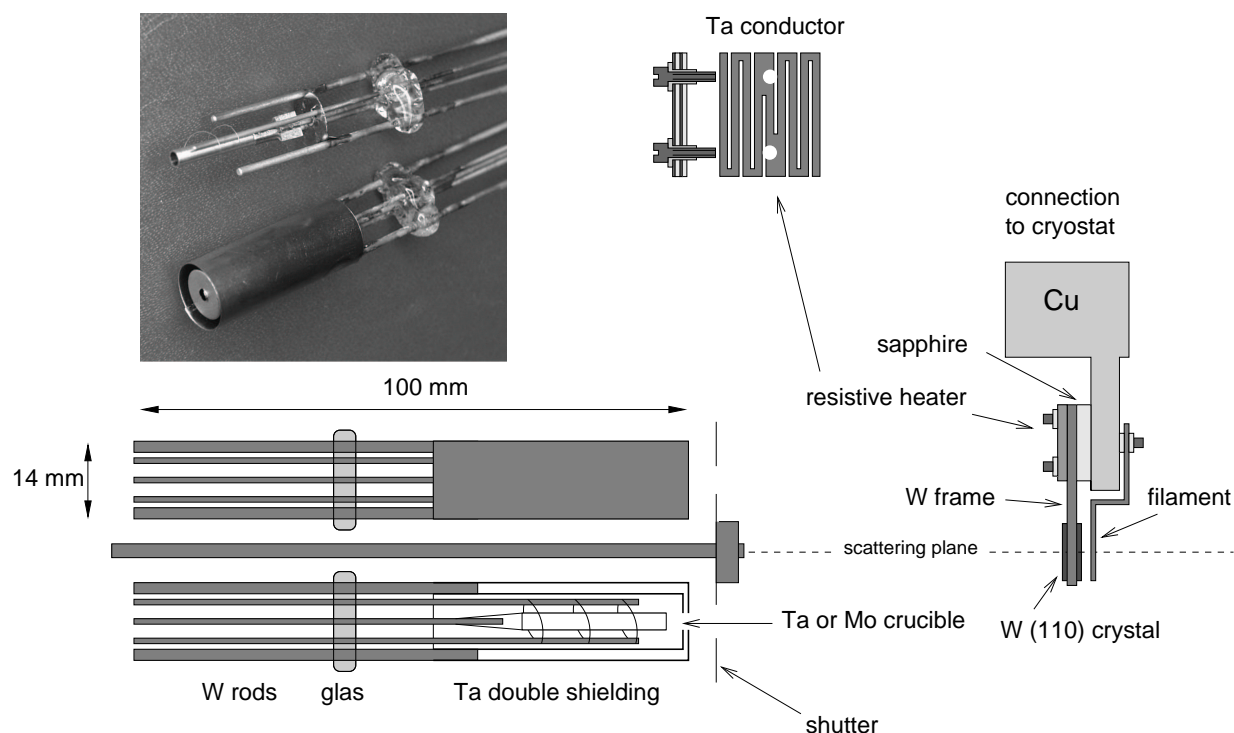 Ta conductor
connection
to cryostat
Cu
sapphire
resistive heater
100 mm
14 mm
W frame
filament
scattering plane
Ta or Mo crucible
W (110) crystal
W rods
glas
Ta double shielding
shutter